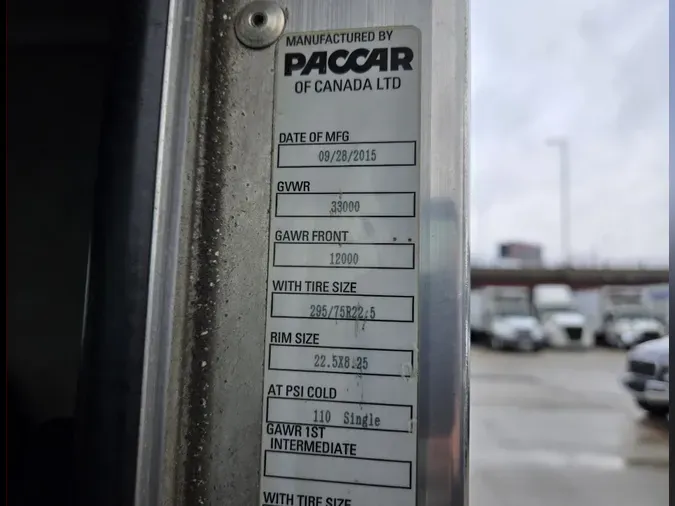 MANUFACTURED BY
PACCAR
OF CANADA LTD
DATE OF MFG
09/28/2015
GVWR
33000
GAWR FRONT
12000
WITH TIRE SIZE
295/75R22.5
RIM SIZE
22.5X8.25
AT PSI COLD
110 Single
GAWR 1ST
INTERMEDIATE
WITH TIRE SIZE